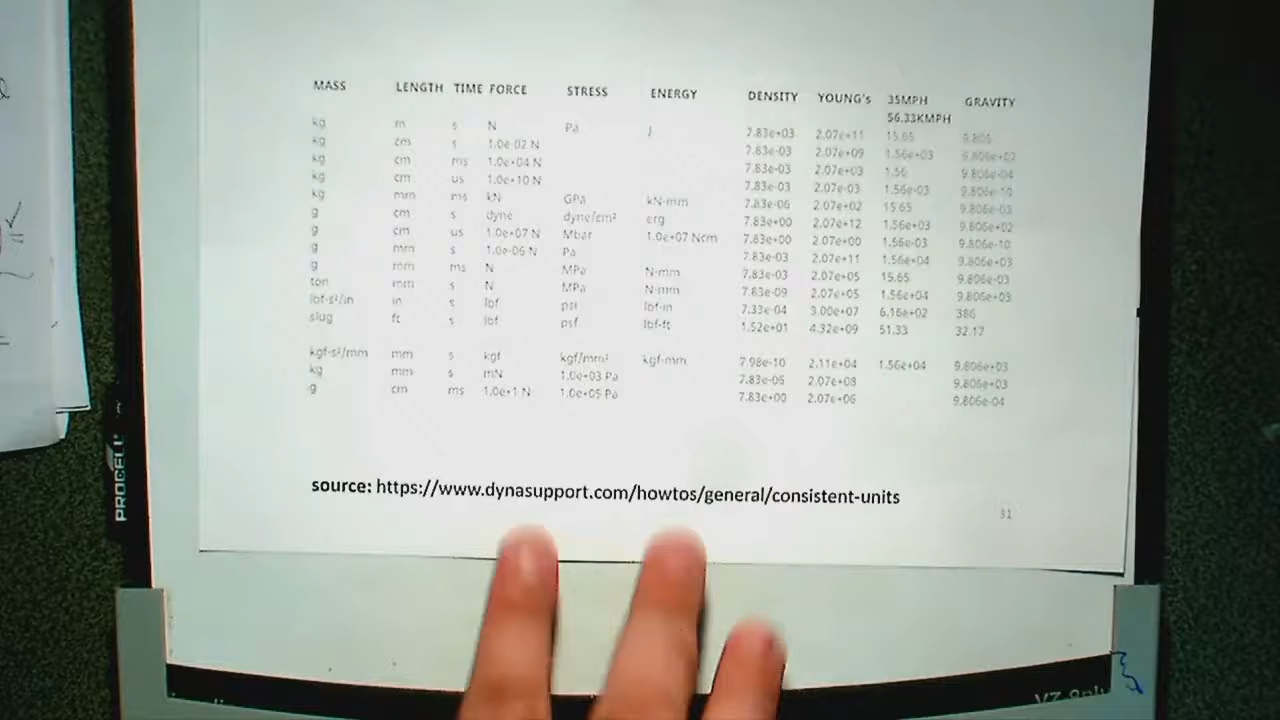 MASS LENGTH TIME FORCE STRESS ENERGY DENSITY YOUNG's 35MPH GRAVITY
56.33KMPH
kg m s N Pa J 7.83e+03 2.07e+11 15.65 9.806
kg cm s 1.0e-02 N 7.83e-03 2.07e+09 1.56e+03 9.806e+02
kg cm ms 1.0e+04 N 7.83e-03 2.07e+03 1.56 9.806e-04
kg cm us 1.0e+10 N 7.83e-03 2.07e-03 1.56e-03 9.806e-10
kg mm ms kN GPa kN-mm 7.83e-06 2.07e+02 15.65 9.806e-03
g cm s dyne dyne/cm² erg 7.83e+00 2.07e+12 1.56e+03 9.806e+02
g cm us 1.0e+07 N Mbar 1.0e+07 Ncm 7.83e+00 2.07e+00 1.56e-03 9.806e-10
g mm s 1.0e-06 N Pa 7.83e-03 2.07e+11 1.56e+04 9.806e+03
g mm ms N MPa N-mm 7.83e-03 2.07e+05 15.65 9.806e-03
ton mm s N MPa N-mm 7.83e-09 2.07e+05 1.56e+04 9.806e+03
lbf-s²/in in s lbf psi lbf-in 7.33e-04 3.00e+07 6.16e+02 386
slug ft s lbf psf lbf-ft 1.52e+01 4.32e+09 51.33 32.17
kgf-s²/mm mm s kgf kgf/mm² kgf-mm 7.98e-10 2.11e+04 1.56e+04 9.806e+03
kg mm s mN 1.0e+03 Pa 7.83e-06 2.07e+08 9.806e+03
g cm ms 1.0e+1 N 1.0e+05 Pa 7.83e+00 2.07e+06 9.806e-04
source: https://www.dynasupport.com/howtos/general/consistent-units
31
PROCELL